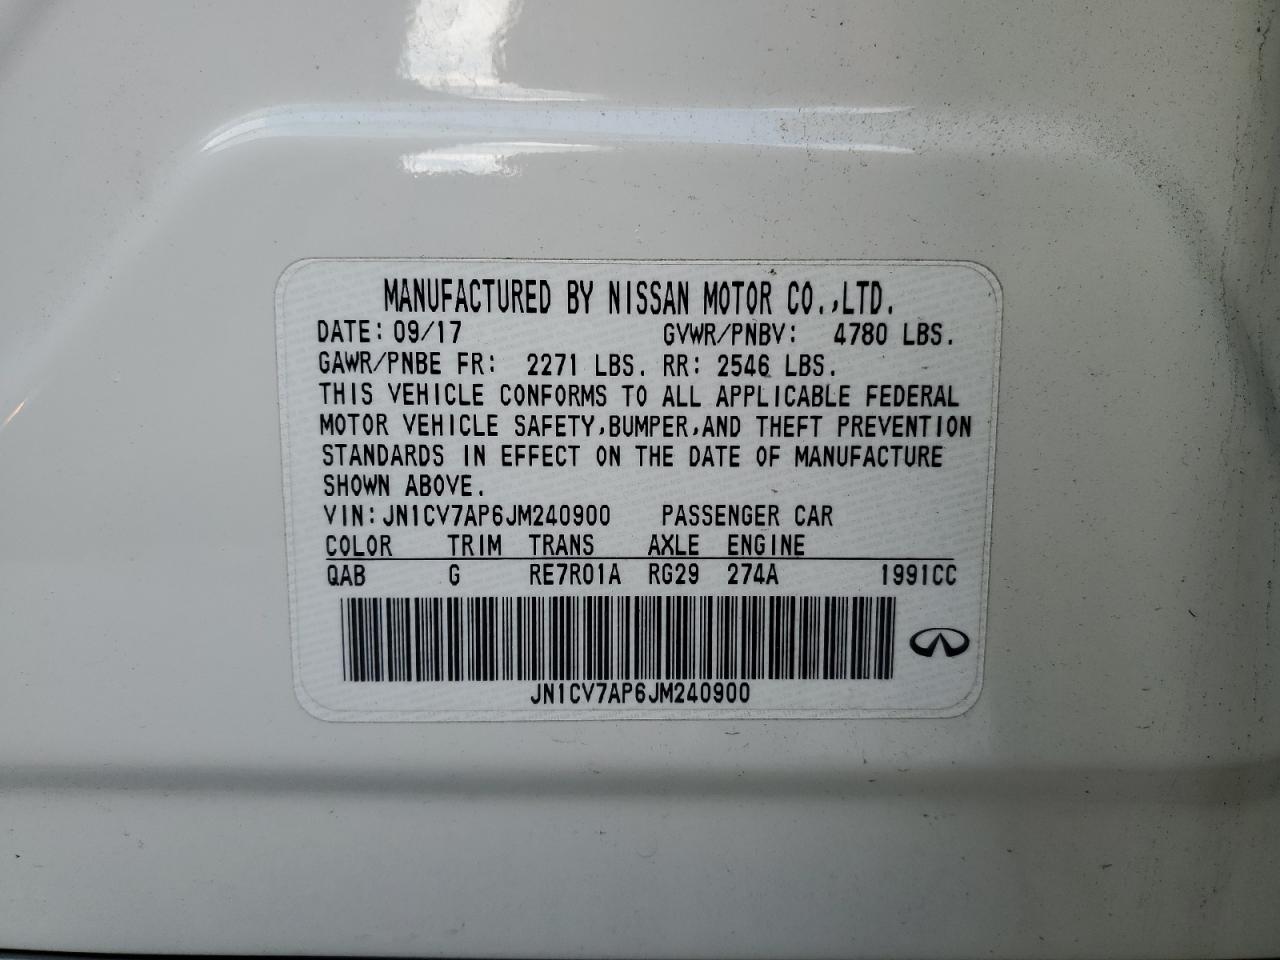 MANUFACTURED BY NISSAN MOTOR CO.,LTD.
DATE: 09/17 GVWR/PNBV: 4780 LBS.
GAWR/PNBE FR: 2271 LBS. RR: 2546 LBS.
THIS VEHICLE CONFORMS TO ALL APPLICABLE FEDERAL
MOTOR VEHICLE SAFETY,BUMPER,AND THEFT PREVENTION
STANDARDS IN EFFECT ON THE DATE OF MANUFACTURE
SHOWN ABOVE.
VIN: JN1CV7AP6JM240900 PASSENGER CAR
COLOR TRIM TRANS AXLE ENGINE
QAB G RE7R01A RG29 274A 1991CC
JN1CV7AP6JM240900